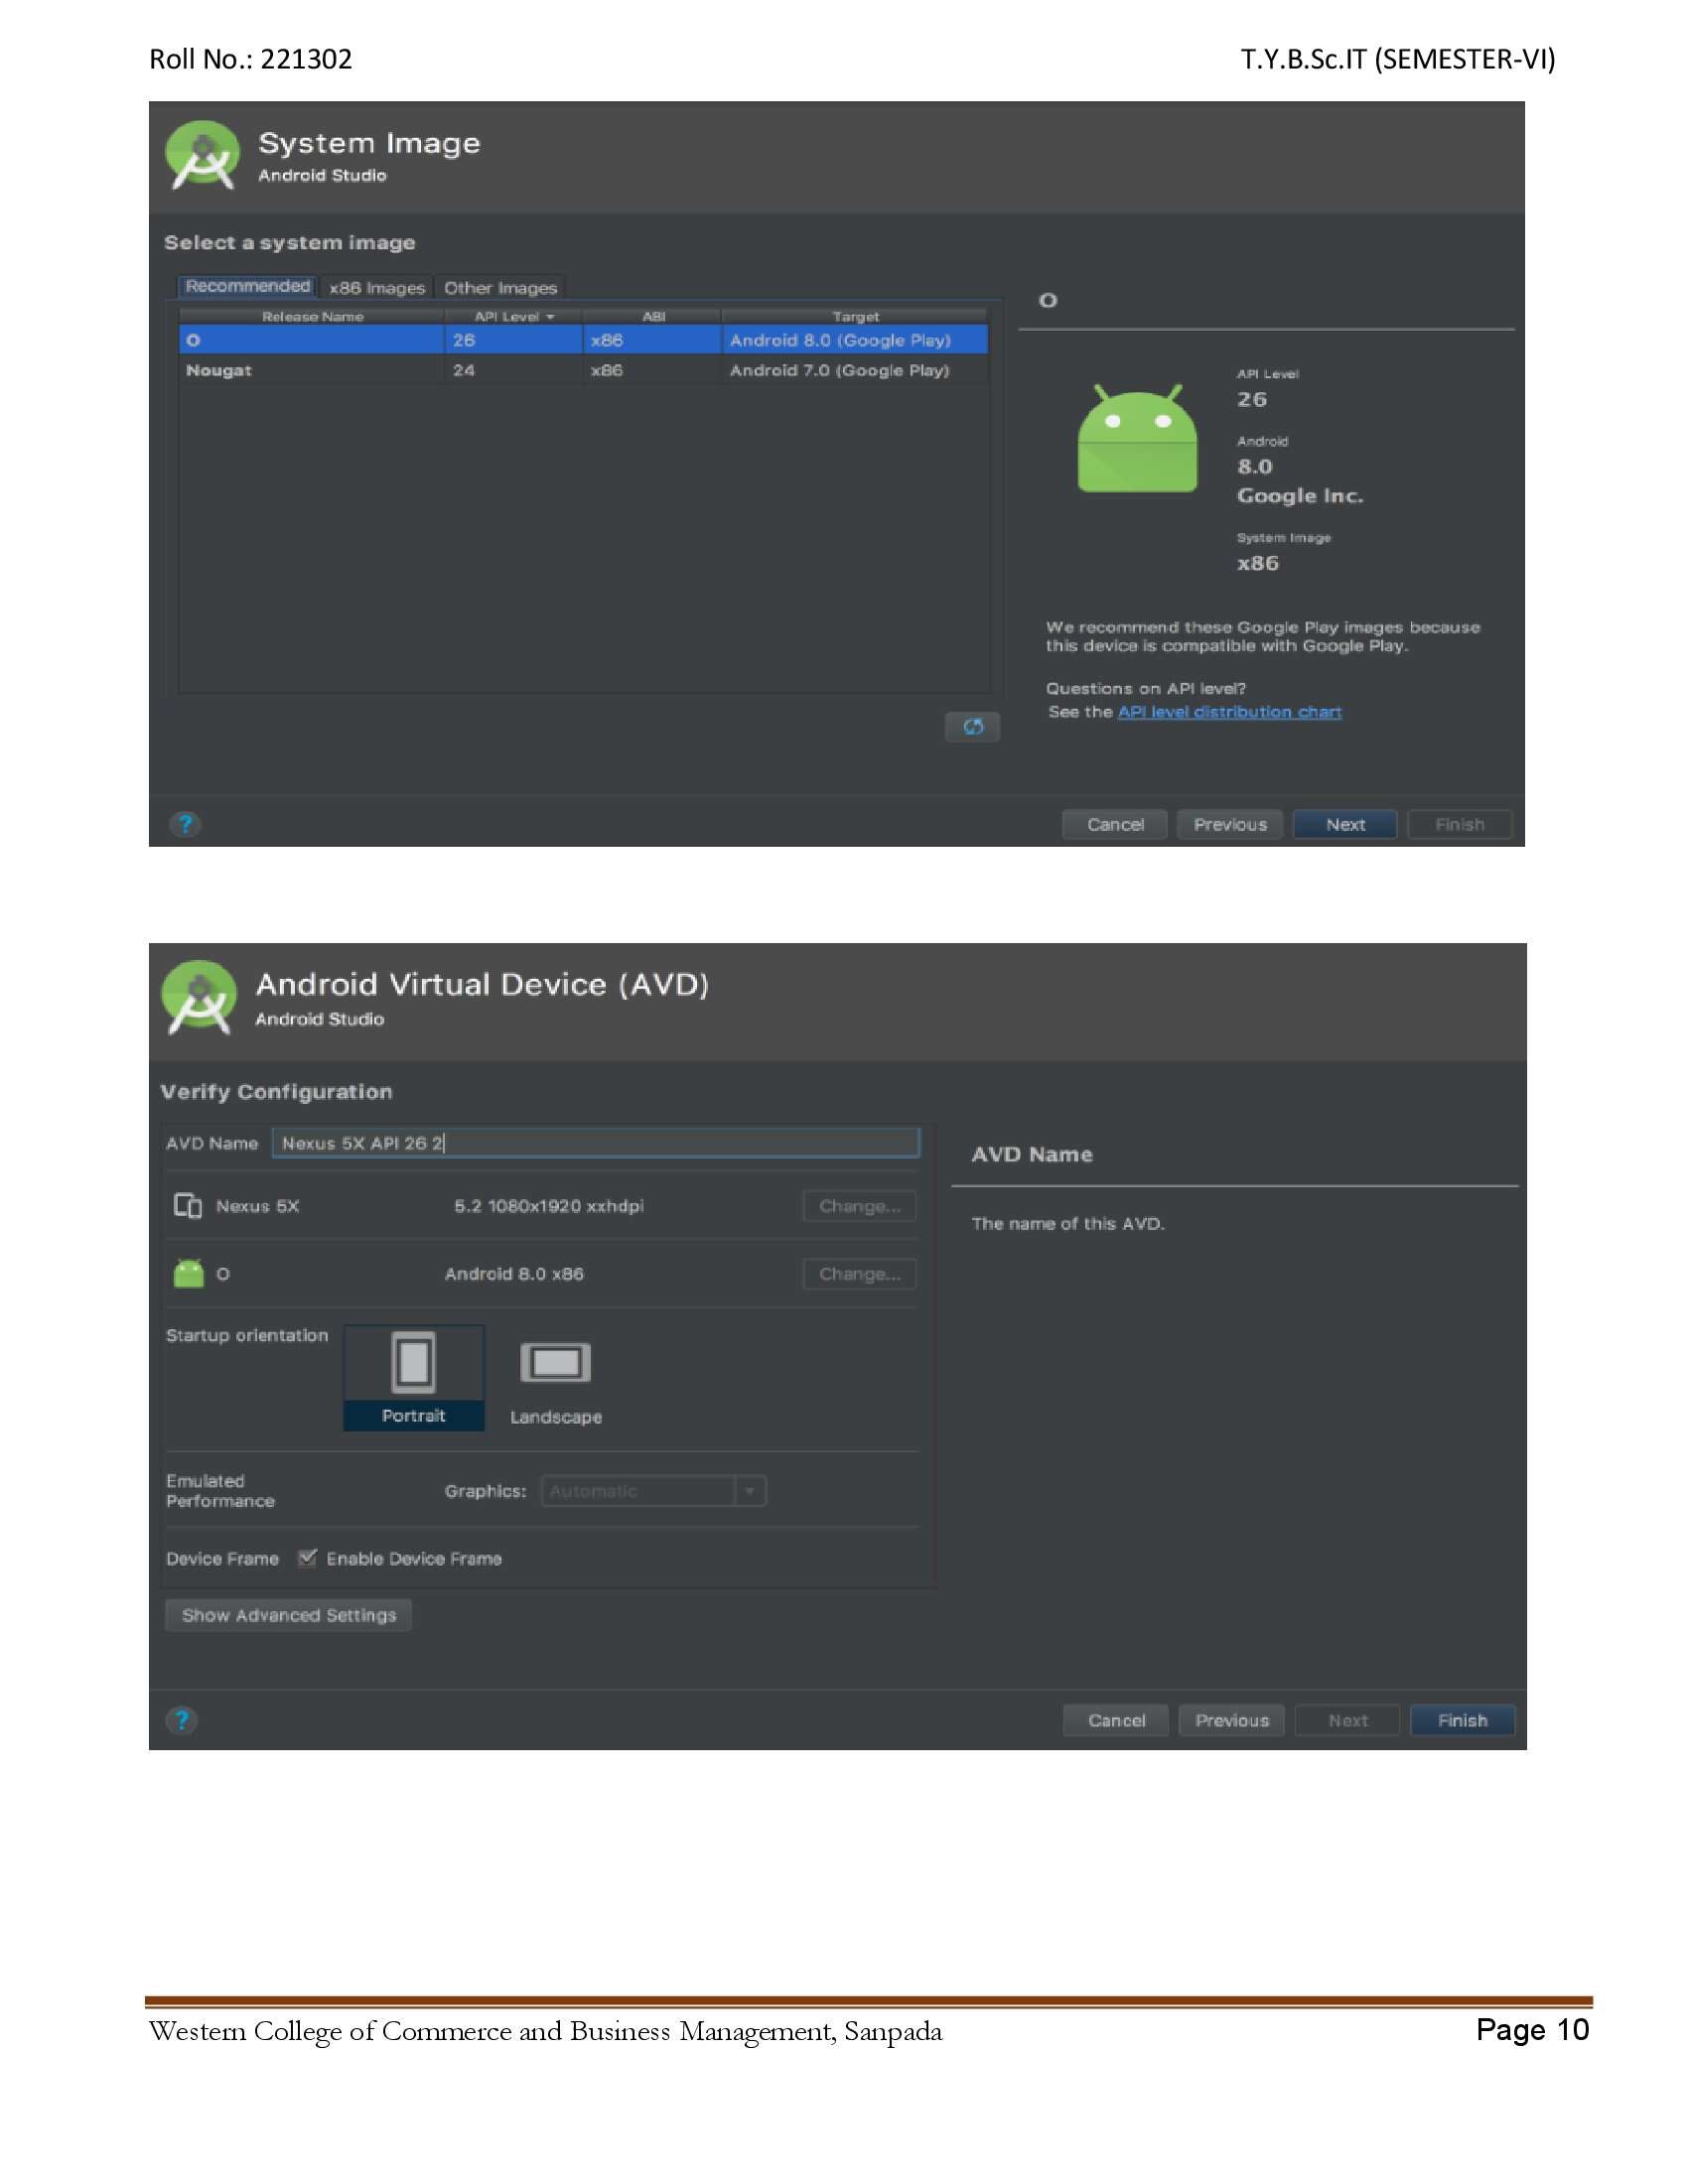 Roll No.: 221302 T.Y.B.Sc.IT (SEMESTER-VI)
System Image
Android Studio
Select a system image
Recommended x86 Images Other Images
Release Name API Level ABI Target
O 26 x86 Android 8.0 (Google Play)
Nougat 24 x86 Android 7.0 (Google Play)
O
API Level
26
Android
8.0
Google Inc.
System Image
x86
We recommend these Google Play images because
this device is compatible with Google Play.
Questions on API level?
See the API level distribution chart
? Cancel Previous Next Finish
Android Virtual Device (AVD)
Android Studio
Verify Configuration
AVD Name Nexus 5X API 26 2
Nexus 5X 5.2 1080x1920 xxhdpi Change...
O Android 8.0 x86 Change...
Startup orientation
Portrait Landscape
Emulated
Performance
Graphics: Automatic
Device Frame Enable Device Frame
Show Advanced Settings
AVD Name
The name of this AVD.
? Cancel Previous Next Finish
Western College of Commerce and Business Management, Sanpada Page 10